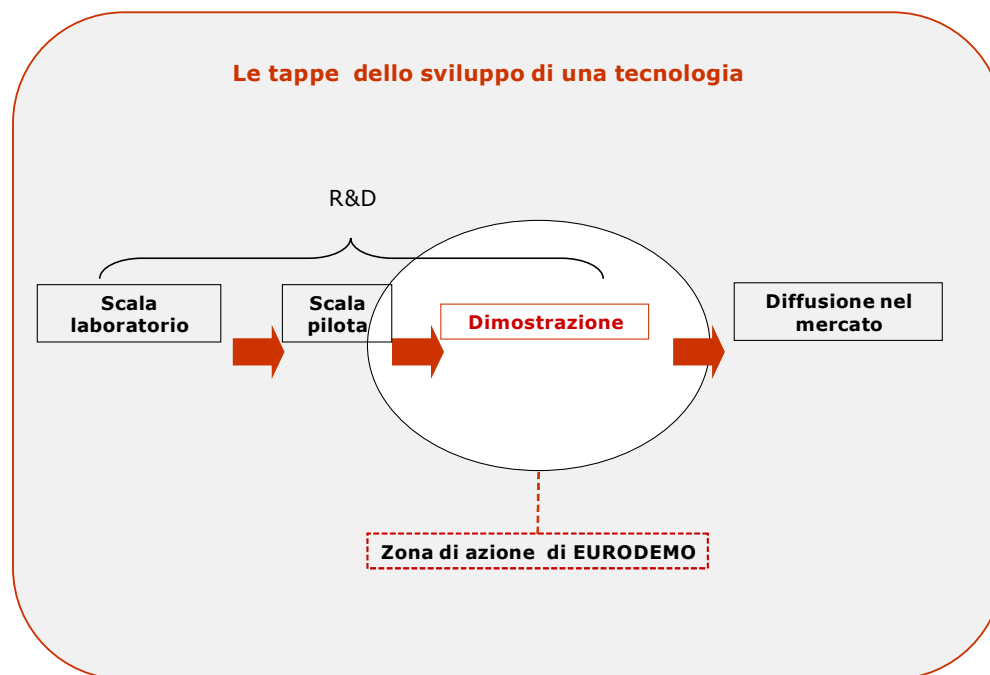 Le tappe dello sviluppo di una tecnologia
R&D
Scala
laboratorio
Scala
pilota
Dimostrazione
Diffusione nel
mercato
Zona di azione di EURODEMO